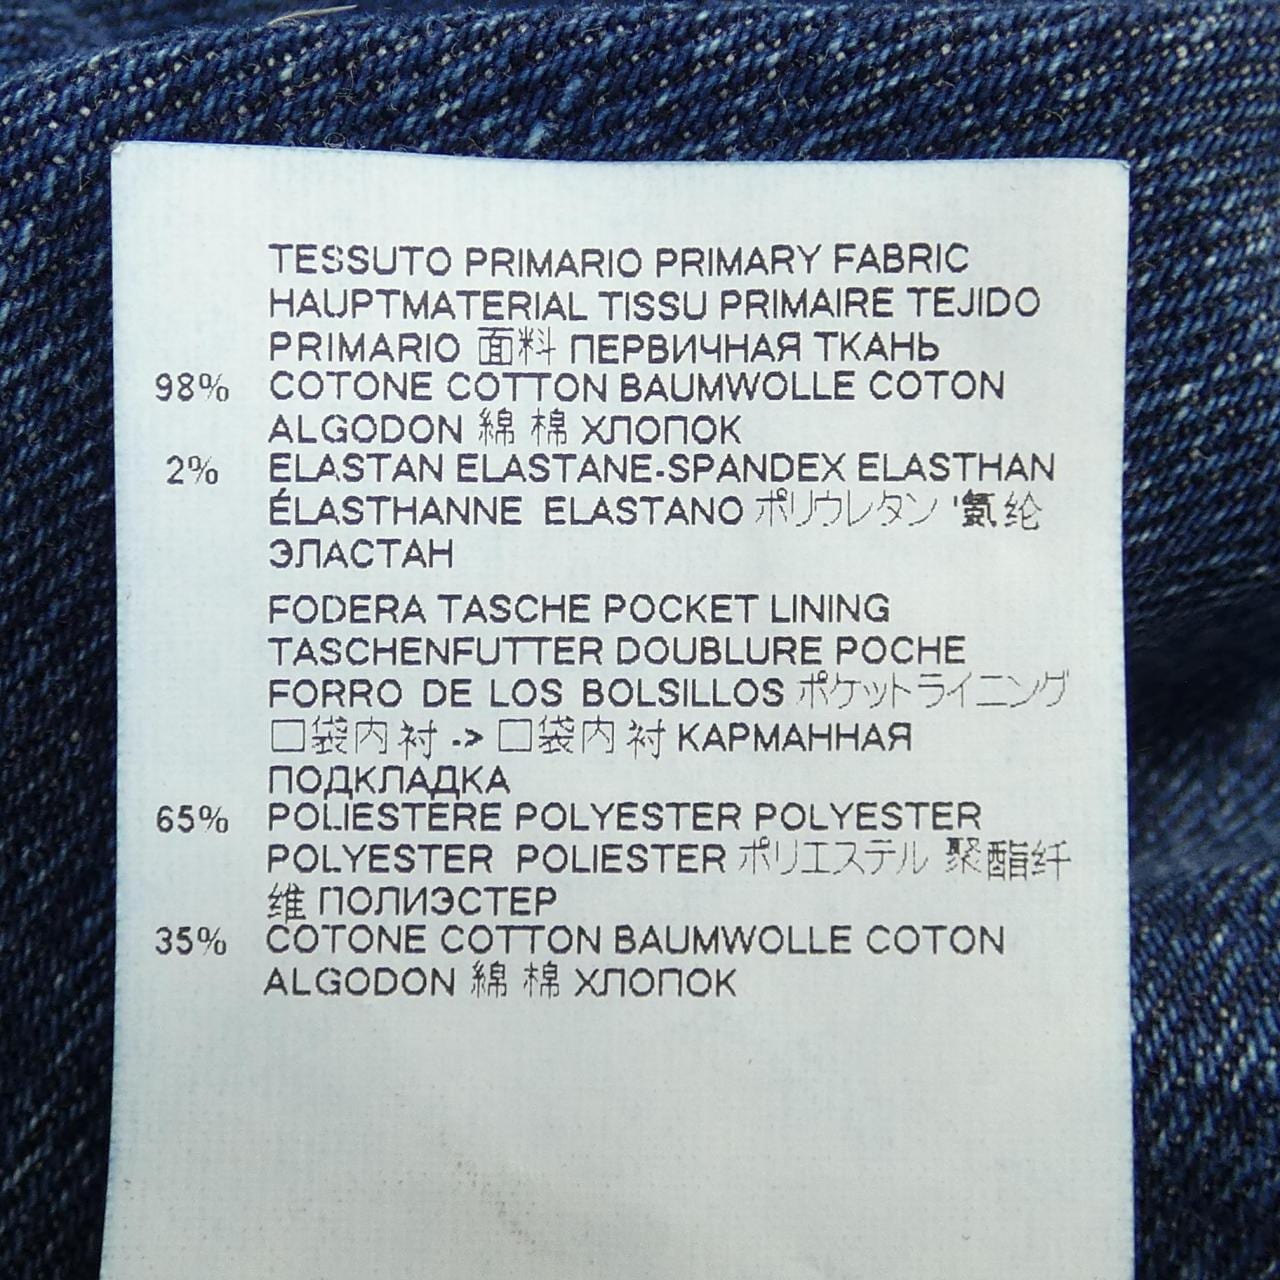 TESSUTO PRIMARIO PRIMARY FABRIC
HAUPTMATERIAL TISSU PRIMAIRE TEJIDO
PRIMARIO 面料 ПЕРВИЧНАЯ ТКАНЬ
98% COTONE COTTON BAUMWOLLE COTON
ALGODON 綿 棉 ХЛОПОК
2% ELASTAN ELASTANE-SPANDEX ELASTHAN
ÉLASTHANNE ELASTANO ポリウレタン '氨纶
ЭЛАСТАН
FODERA TASCHE POCKET LINING
TASCHENFUTTER DOUBLURE POCHE
FORRO DE LOS BOLSILLOS ポケットライニング
口袋内衬 -> 口袋内衬 КАРМАННАЯ
ПОДКЛАДКА
65% POLIESTERE POLYESTER POLYESTER
POLYESTER POLIESTER ポリエステル 聚酯纤
维 ПОЛИЭСТЕР
35% COTONE COTTON BAUMWOLLE COTON
ALGODON 綿 棉 ХЛОПОК